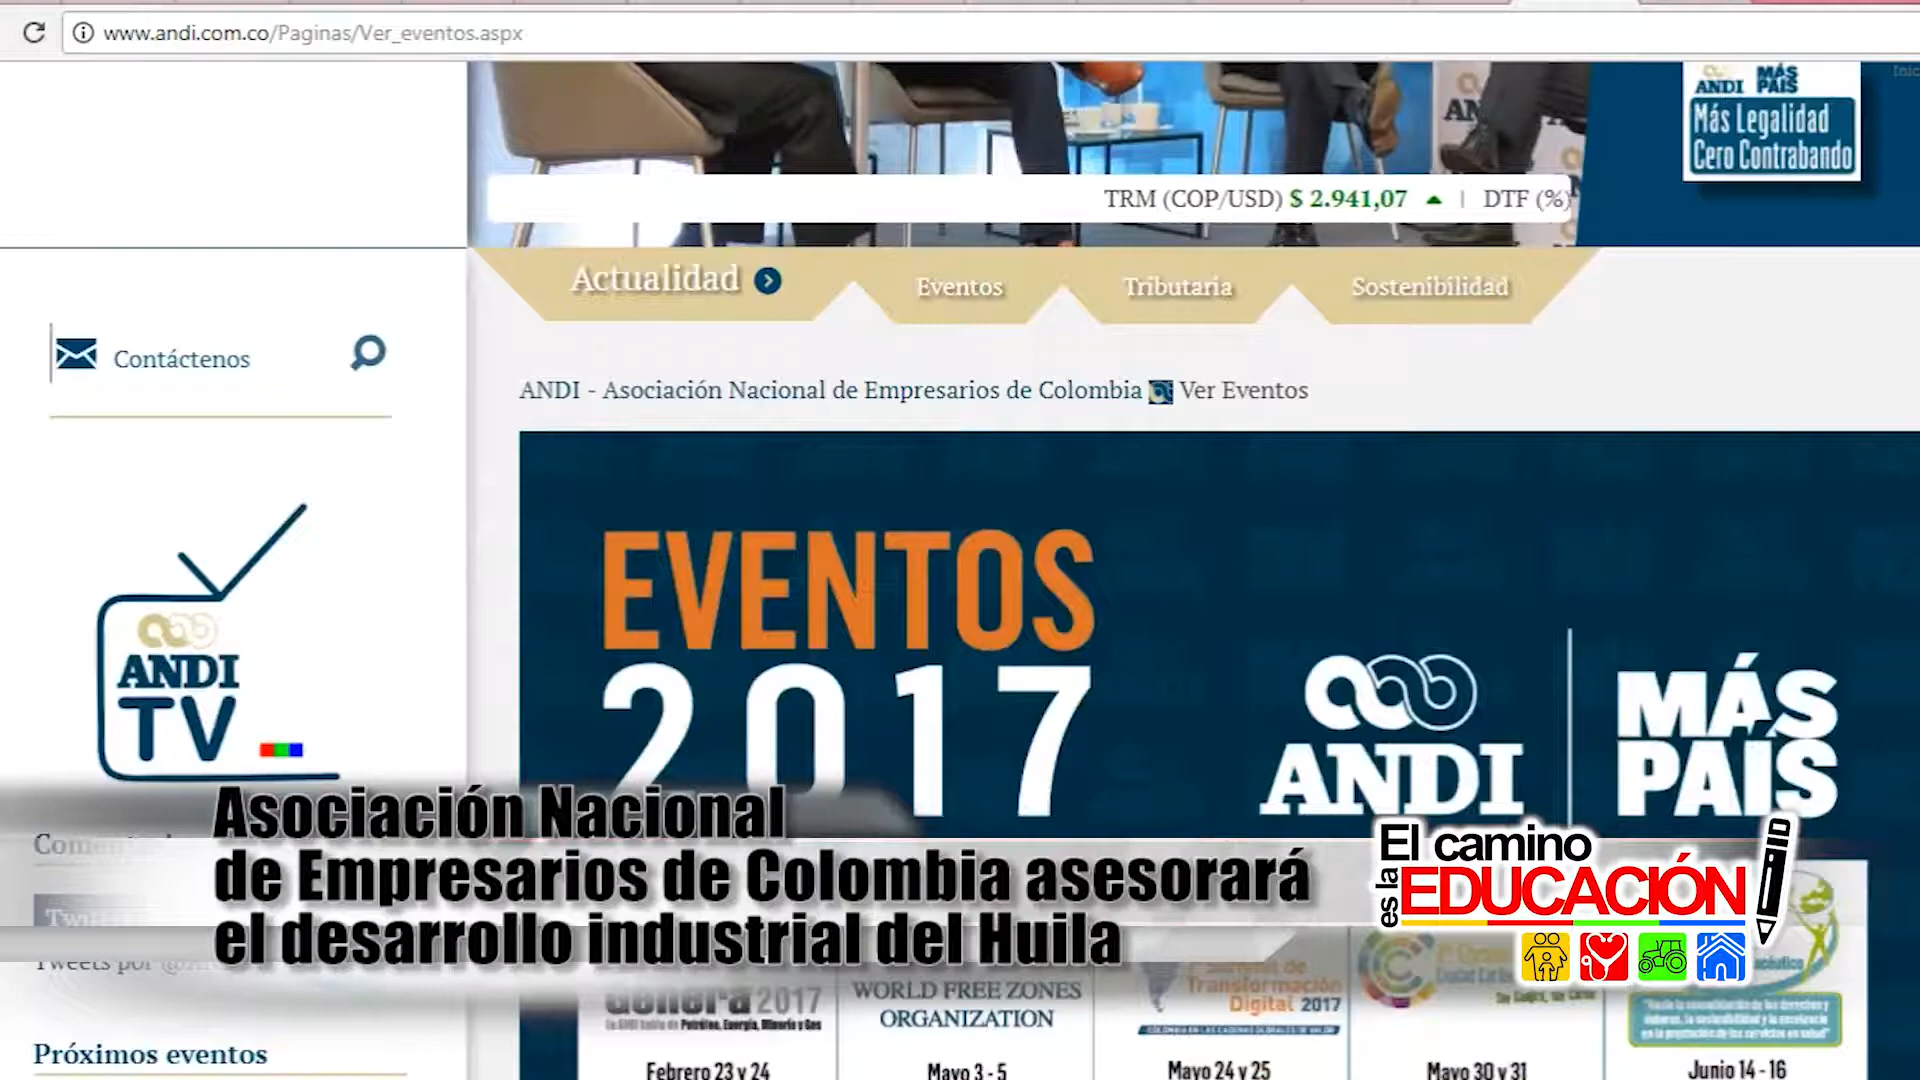 www.andi.com.co/Paginas/Ver_eventos.aspx
ANDI
MÁS
PAÍS
Más Legalidad
Cero Contrabando
TRM (COP/USD) $ 2.941,07 | DTF (%)
Actualidad
Eventos
Tributaria
Sostenibilidad
Contáctenos
ANDI - Asociación Nacional de Empresarios de Colombia Ver Eventos
EVENTOS
2017
ANDI
TV
ANDI
MÁS
PAÍS
Asociación Nacional
de Empresarios de Colombia asesorará
el desarrollo industrial del Huila
El camino
es la
EDUCACIÓN
Tweets por
Próximos eventos
Genera 2017
WORLD FREE ZONES
ORGANIZATION
Transformación
Digital 2017
Febrero 23 y 24
Mayo 3 - 5
Mayo 24 y 25
Mayo 30 y 31
Junio 14 - 16